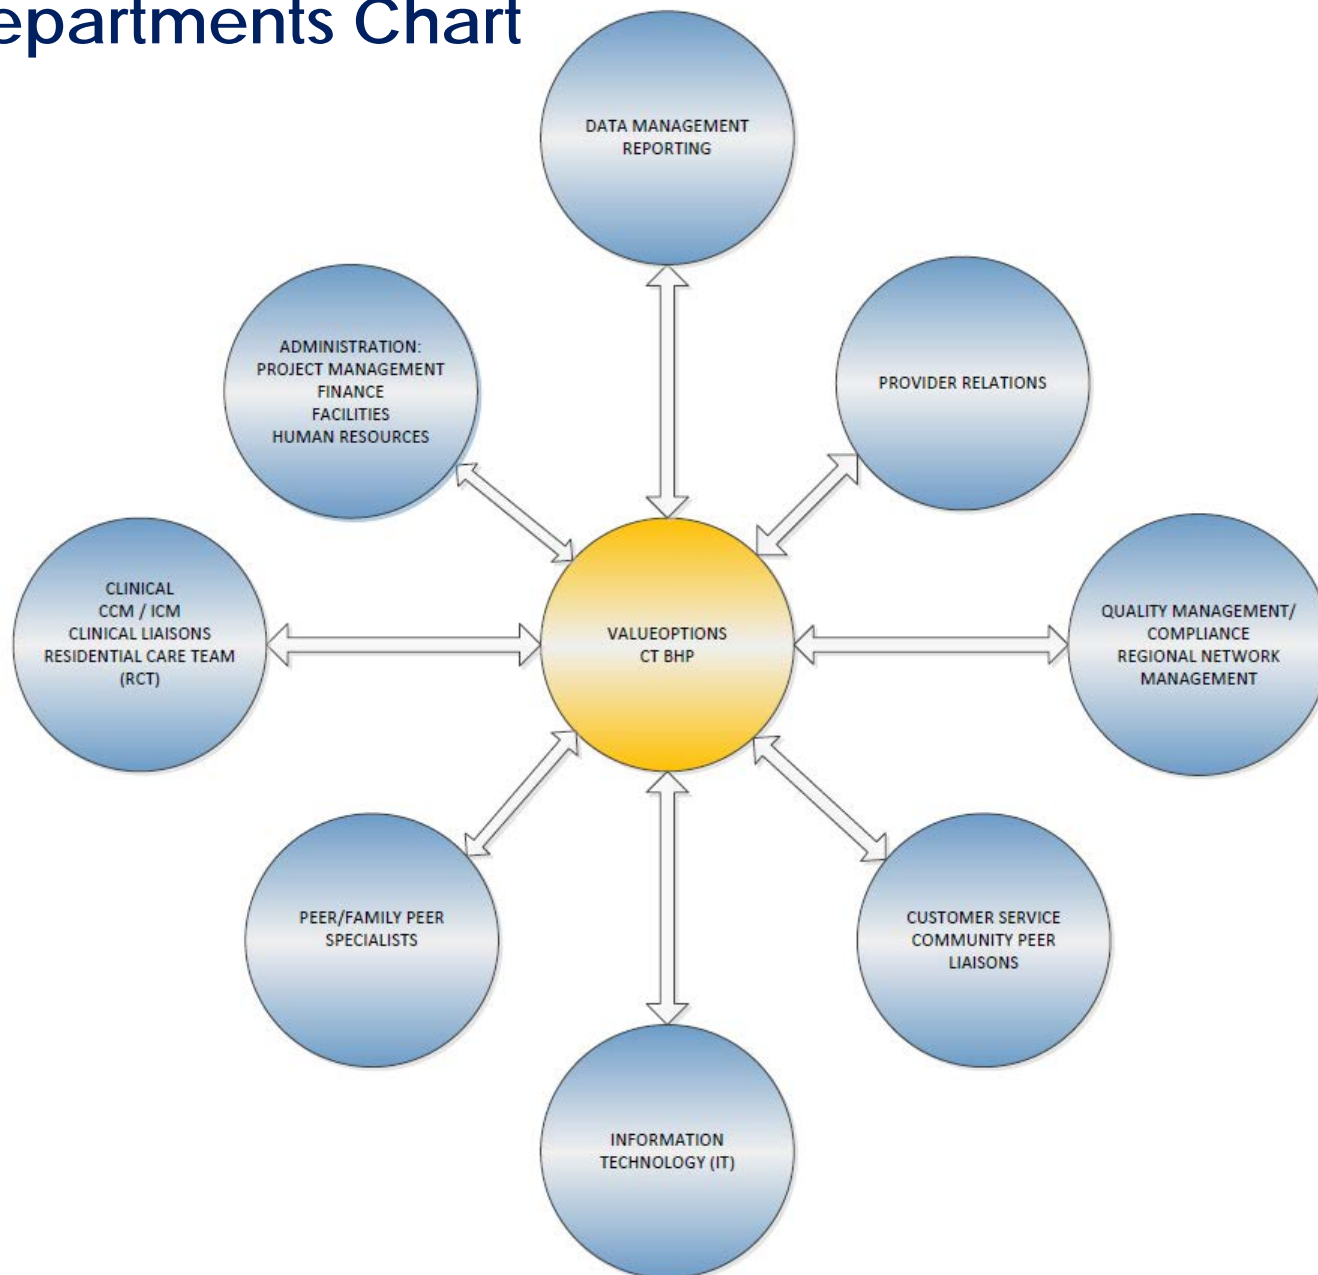 epartments Chart
DATA MANAGEMENT
REPORTING
ADMINISTRATION:
PROJECT MANAGEMENT
FINANCE
FACILITIES
HUMAN RESOURCES
PROVIDER RELATIONS
CLINICAL
CCM / ICM
CLINICAL LIAISONS
RESIDENTIAL CARE TEAM
(RCT)
VALUEOPTIONS
CT BHP
QUALITY MANAGEMENT/
COMPLIANCE
REGIONAL NETWORK
MANAGEMENT
PEER/FAMILY PEER
SPECIALISTS
CUSTOMER SERVICE
COMMUNITY PEER
LIAISONS
INFORMATION
TECHNOLOGY (IT)